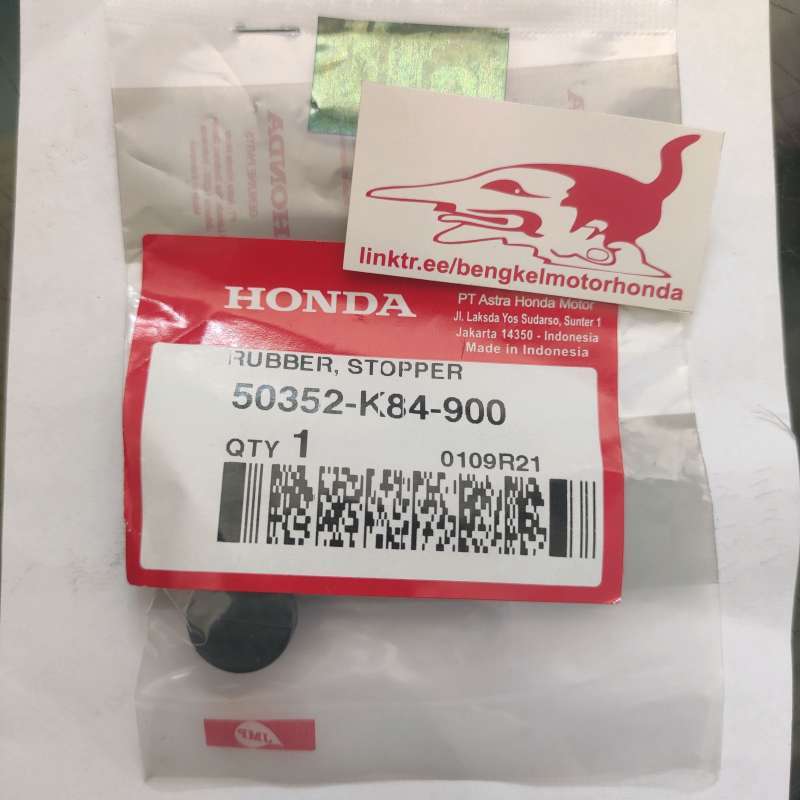 linktr.ee/bengkelmotorhonda
HONDA
PT Astra Honda Motor
Jl. Laksda Yos Sudarso, Sunter 1
Jakarta 14350 - Indonesia
Made in Indonesia
RUBBER, STOPPER
50352-K84-900
QTY 1
0109R21
JMP